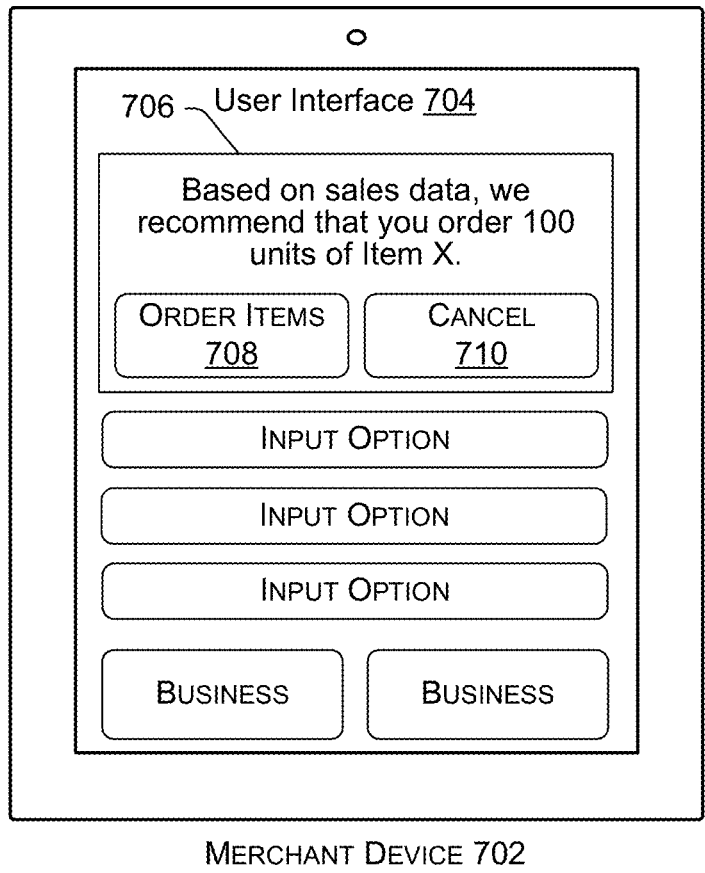 706
User Interface 704
Based on sales data, we
recommend that you order 100
units of Item X.
ORDER ITEMS
708
CANCEL
710
INPUT OPTION
INPUT OPTION
INPUT OPTION
BUSINESS
BUSINESS
MERCHANT DEVICE 702